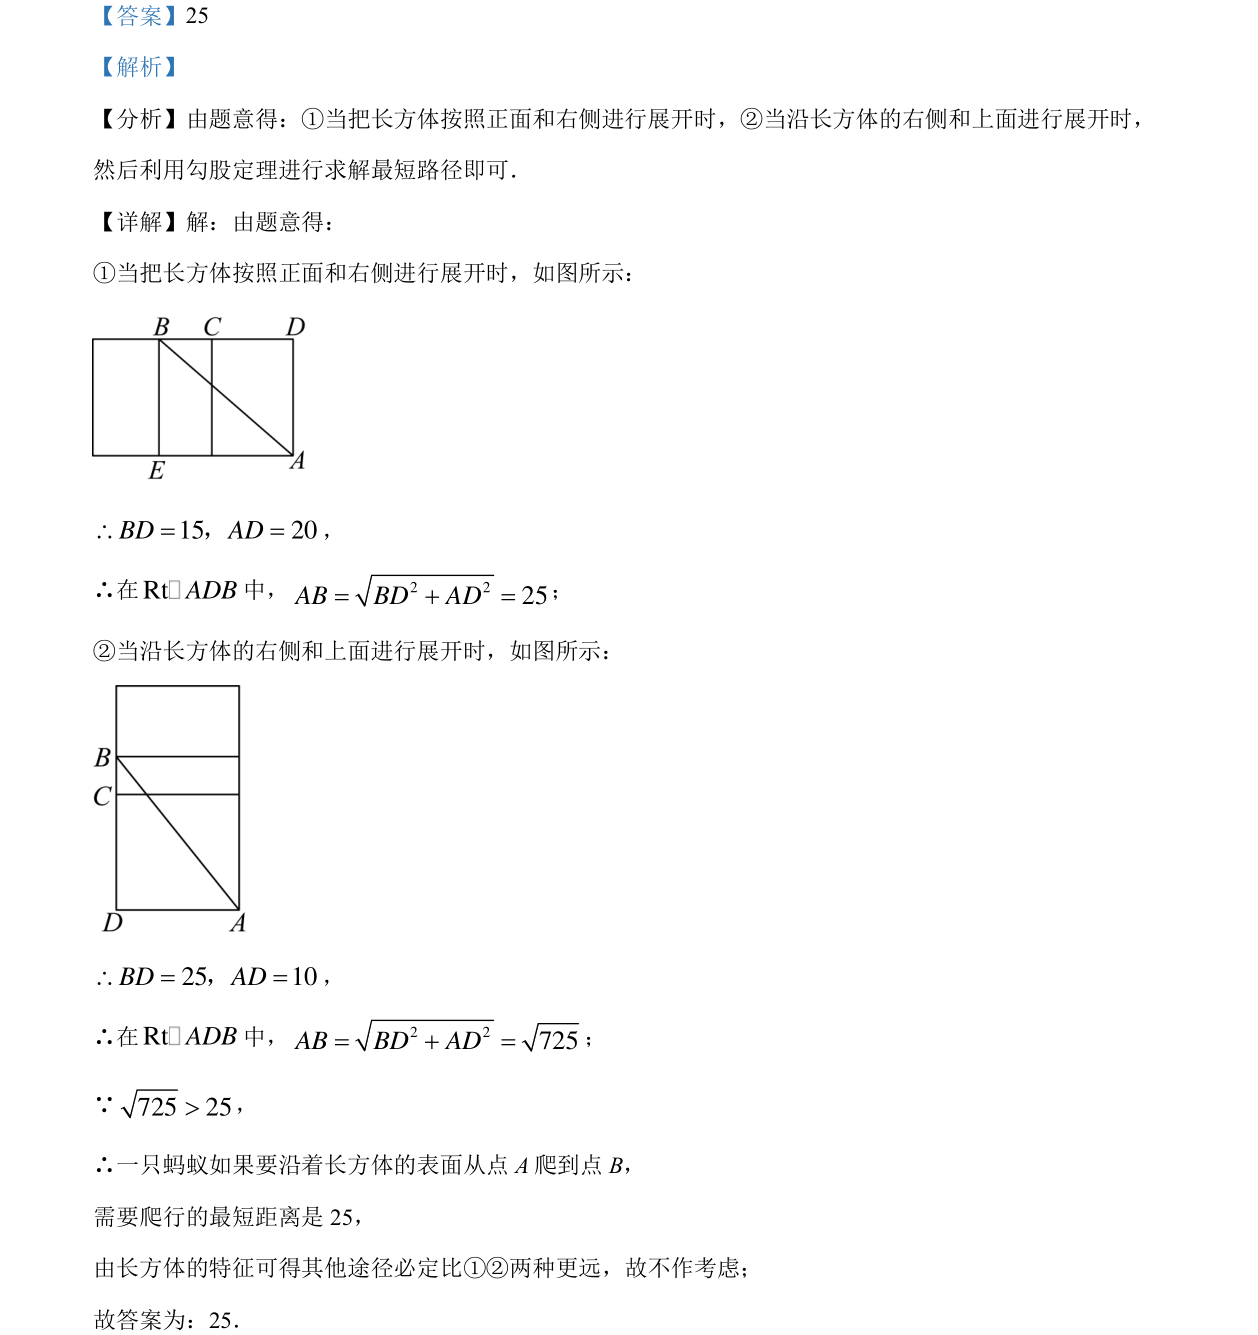 【答案】25
【解析】
【分析】由题意得：①当把长方体按照正面和右侧进行展开时，②当沿长方体的右侧和上面进行展开时，
然后利用勾股定理进行求解最短路径即可．
【详解】解：由题意得：
①当把长方体按照正面和右侧进行展开时，如图所示：
B C D
E A
∴BD=15，AD=20，
∴在Rt□ADB中，AB=√(BD²+AD²)=25；
②当沿长方体的右侧和上面进行展开时，如图所示：
B
C
D A
∴BD=25，AD=10，
∴在Rt□ADB中，AB=√(BD²+AD²)=√725；
∵√725>25，
∴一只蚂蚁如果要沿着长方体的表面从点A爬到点B，
需要爬行的最短距离是25，
由长方体的特征可得其他途径必定比①②两种更远，故不作考虑；
故答案为：25．